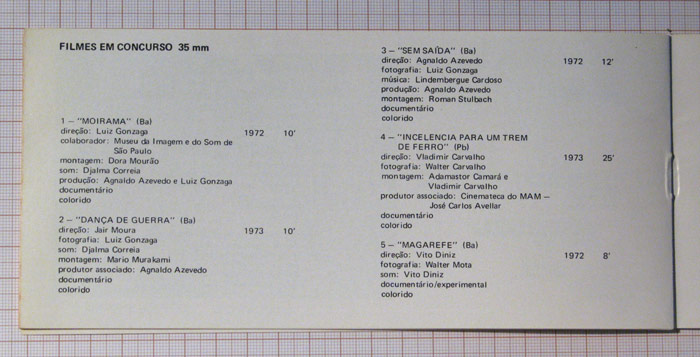 FILMES EM CONCURSO 35 mm
1 – "MOIRAMA" (Ba)
direção: Luiz Gonzaga 1972 10'
colaborador: Museu da Imagem e do Som de
São Paulo
montagem: Dora Mourão
som: Djalma Correia
produção: Agnaldo Azevedo e Luiz Gonzaga
documentário
colorido
2 – "DANÇA DE GUERRA" (Ba)
direção: Jair Moura 1973 10'
fotografia: Luiz Gonzaga
som: Djalma Correia
montagem: Mario Murakami
produtor associado: Agnaldo Azevedo
documentário
colorido
3 – "SEM SAÍDA" (Ba)
direção: Agnaldo Azevedo 1972 12'
fotografia: Luiz Gonzaga
música: Lindembergue Cardoso
produção: Agnaldo Azevedo
montagem: Roman Stulbach
documentário
colorido
4 – "INCELENCIA PARA UM TREM
DE FERRO" (Pb)
direção: Vladimir Carvalho 1973 25'
fotografia: Walter Carvalho
montagem: Adamastor Camará e
Vladimir Carvalho
produtor associado: Cinemateca do MAM –
José Carlos Avellar
documentário
colorido
5 – "MAGAREFE" (Ba)
direção: Vito Diniz 1972 8'
fotografia: Walter Mota
som: Vito Diniz
documentário/experimental
colorido